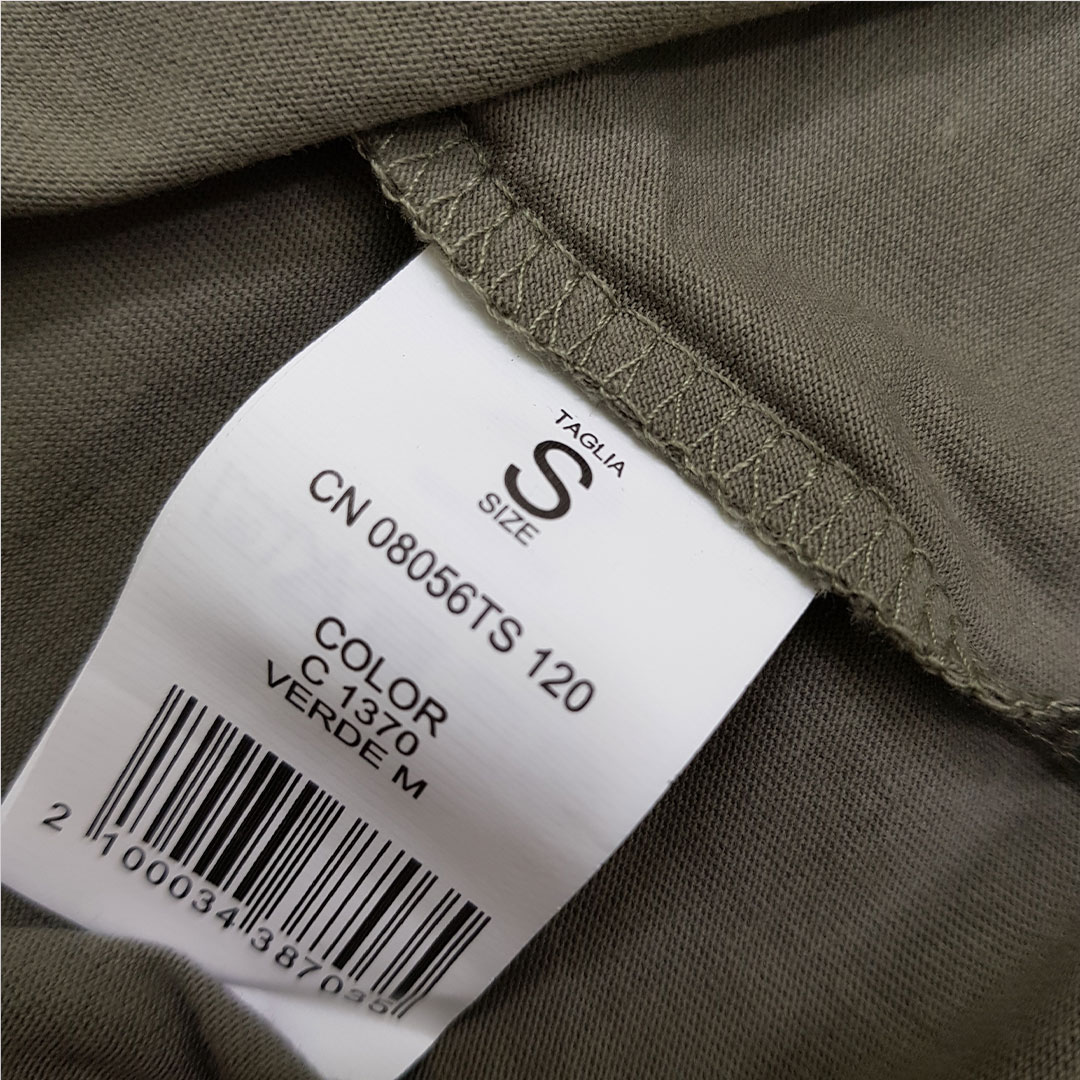 TAGLIA
S
SIZE
CN 08056TS 120
COLOR
C 1370
VERDE M
2 100034 387035